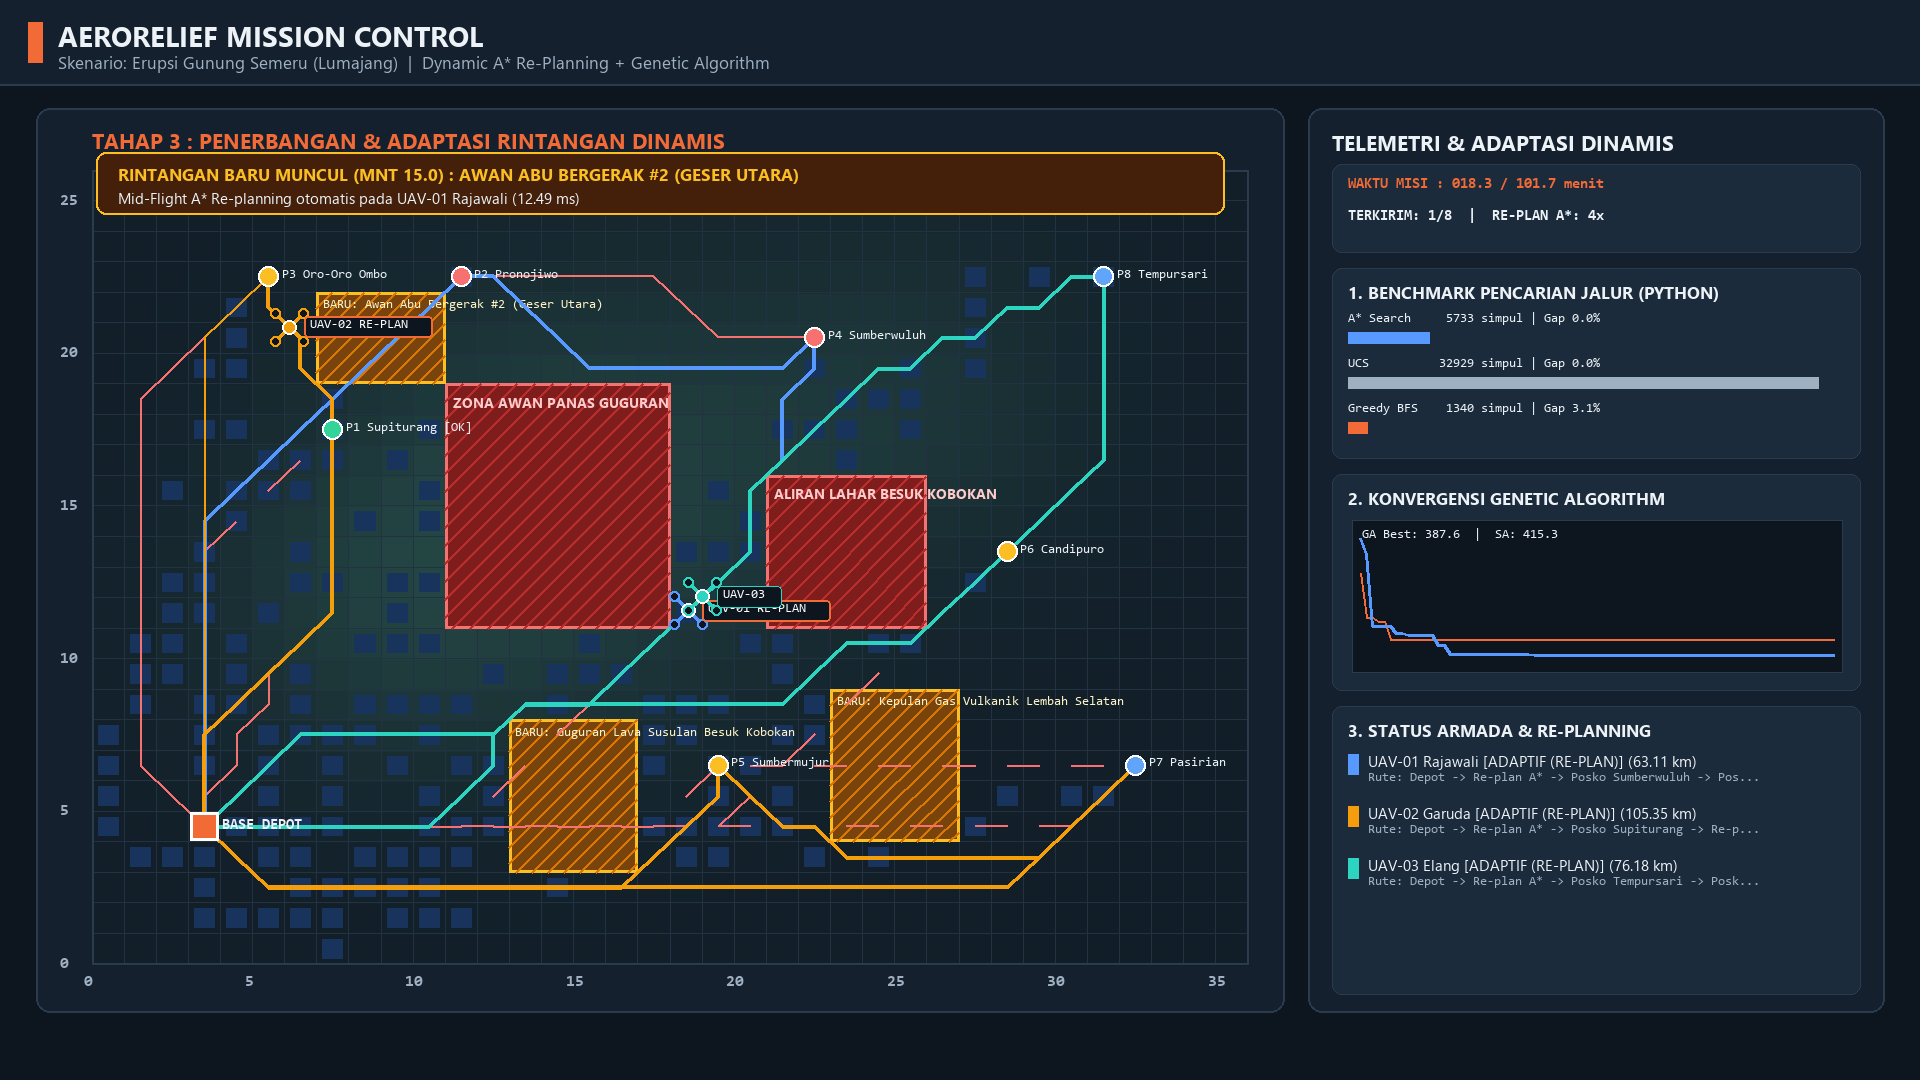 AERORELIEF MISSION CONTROL
Skenario: Erupsi Gunung Semeru (Lumajang) | Dynamic A* Re-Planning + Genetic Algorithm
TAHAP 3 : PENERBANGAN & ADAPTASI RINTANGAN DINAMIS
RINTANGAN BARU MUNCUL (MNT 15.0) : AWAN ABU BERGERAK #2 (GESER UTARA)
Mid-Flight A* Re-planning otomatis pada UAV-01 Rajawali (12.49 ms)
25
20
15
10
5
0
0 5 10 15 20 25 30 35
P3 Oro-Oro Ombo
P2 Pronojiwo
P8 Tempursari
BARU: Awan Abu Bergerak #2 (Geser Utara)
UAV-02 RE-PLAN
P4 Sumberwuluh
ZONA AWAN PANAS GUGURAN
P1 Supiturang [OK]
ALIRAN LAHAR BESUK KOBOKAN
P6 Candipuro
UAV-03
RE-PLAN
BARU: Kepulan Gas Vulkanik Lembah Selatan
BARU: Guguran Lava Susulan Besuk Kobokan
P5 Sumbermujur
P7 Pasirian
BASE DEPOT
TELEMETRI & ADAPTASI DINAMIS
WAKTU MISI : 018.3 / 101.7 menit
TERKIRIM: 1/8 | RE-PLAN A*: 4x
1. BENCHMARK PENCARIAN JALUR (PYTHON)
A* Search 5733 simpul | Gap 0.0%
UCS 32929 simpul | Gap 0.0%
Greedy BFS 1340 simpul | Gap 3.1%
2. KONVERGENSI GENETIC ALGORITHM
GA Best: 387.6 | SA: 415.3
3. STATUS ARMADA & RE-PLANNING
UAV-01 Rajawali [ADAPTIF (RE-PLAN)] (63.11 km)
Rute: Depot -> Re-plan A* -> Posko Sumberwuluh -> Pos...
UAV-02 Garuda [ADAPTIF (RE-PLAN)] (105.35 km)
Rute: Depot -> Re-plan A* -> Posko Supiturang -> Re-p...
UAV-03 Elang [ADAPTIF (RE-PLAN)] (76.18 km)
Rute: Depot -> Re-plan A* -> Posko Tempursari -> Posk...